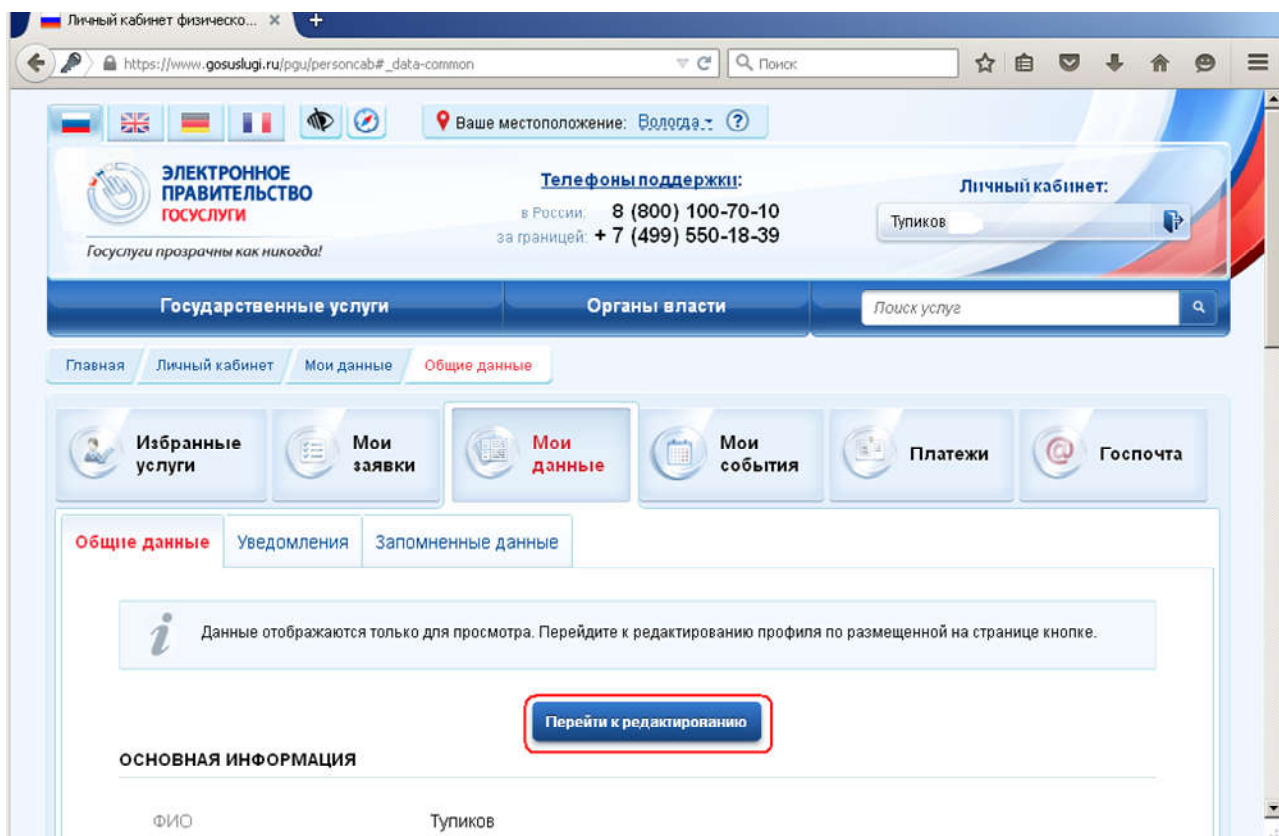 Личный кабинет физическо...
https://www.gosuslugi.ru/pgu/personcab#_data-common
Поиск
Ваше местоположение: Вологда
ЭЛЕКТРОННОЕ
ПРАВИТЕЛЬСТВО
ГОСУСЛУГИ
Госуслуги прозрачны как никогда!
Телефоны поддержки:
в России: 8 (800) 100-70-10
за границей: + 7 (499) 550-18-39
Личный кабинет:
Тупиков
Государственные услуги
Органы власти
Поиск услуг
Главная
Личный кабинет
Мои данные
Общие данные
Избранные
услуги
Мои
заявки
Мои
данные
Мои
события
Платежи
Госпочта
Общие данные
Уведомления
Запомненные данные
Данные отображаются только для просмотра. Перейдите к редактированию профиля по размещенной на странице кнопке.
Перейти к редактированию
ОСНОВНАЯ ИНФОРМАЦИЯ
ФИО
Тупиков